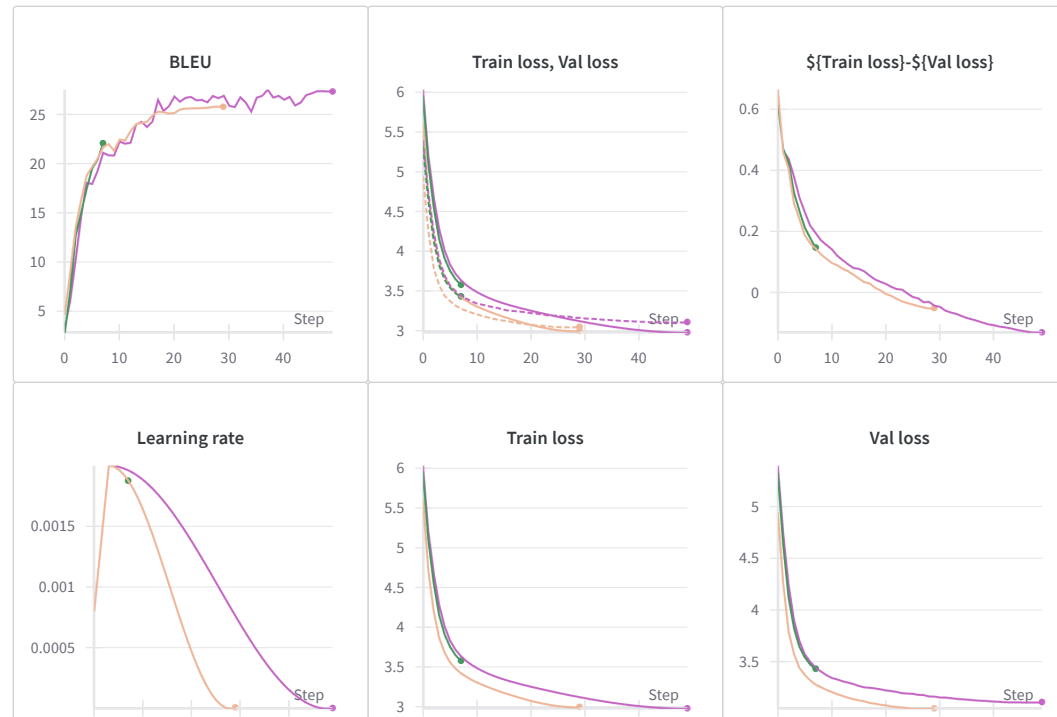 BLEU
25
20
15
10
5
Step
0 10 20 30 40
Train loss, Val loss
6
5.5
5
4.5
4
3.5
3
Step
0 10 20 30 40
${Train loss}-${Val loss}
0.6
0.4
0.2
0
Step
0 10 20 30 40
Learning rate
0.0015
0.001
0.0005
Step
Train loss
6
5.5
5
4.5
4
3.5
3
Step
Val loss
5
4.5
4
3.5
Step